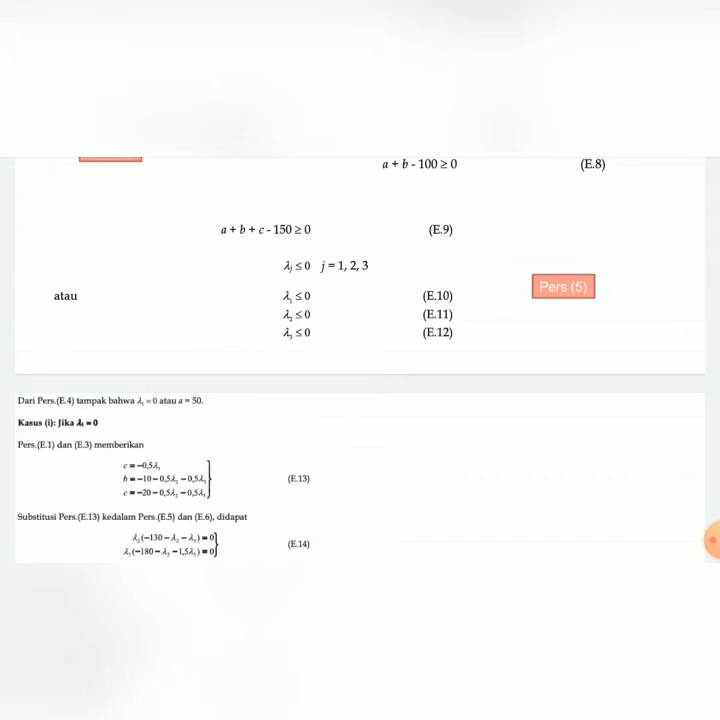 a + b - 100 ≥ 0 (E.8)
a + b + c - 150 ≥ 0 (E.9)
λj ≤ 0 j = 1, 2, 3
Pers (5)
atau λ₁ ≤ 0 (E.10)
λ₂ ≤ 0 (E.11)
λ₃ ≤ 0 (E.12)
Dari Pers.(E.4) tampak bahwa λ₁ = 0 atau a = 50.
Kasus (i): Jika λ₁ = 0
Pers.(E.1) dan (E.3) memberikan
c = -0,5λ₃
b = -10 - 0,5λ₂ - 0,5λ₃ (E.13)
c = -20 - 0,5λ₂ - 0,5λ₃
Substitusi Pers.(E.13) kedalam Pers.(E.5) dan (E.6), didapat
λ₂(-130 - λ₂ - λ₃) = 0
λ₃(-180 - λ₂ - 1,5λ₃) = 0 (E.14)